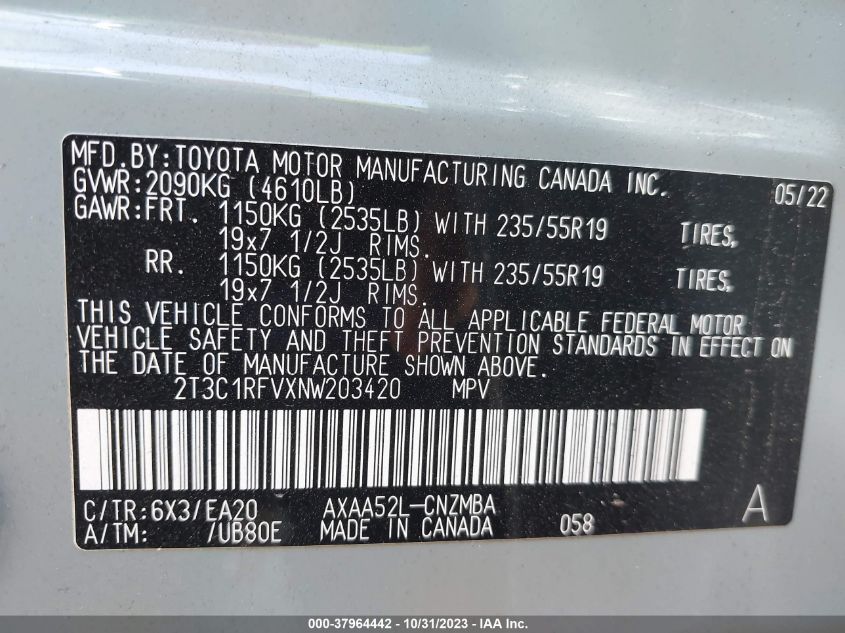 MFD.BY:TOYOTA MOTOR MANUFACTURING CANADA INC. 05/22
GVWR:2090KG (4610LB)
GAWR:FRT. 1150KG (2535LB) WITH 235/55R19 TIRES,
19x7 1/2J RIMS.
RR. 1150KG (2535LB) WITH 235/55R19 TIRES,
19x7 1/2J RIMS.
THIS VEHICLE CONFORMS TO ALL APPLICABLE FEDERAL MOTOR
VEHICLE SAFETY AND THEFT PREVENTION STANDARDS IN EFFECT ON
THE DATE OF MANUFACTURE SHOWN ABOVE.
2T3C1RFVXNW203420 MPV
C/TR:6X3/EA20 AXAA52L-CNZMBA A
A/TM: /UB80E MADE IN CANADA 058
000-37964442 - 10/31/2023 - IAA Inc.